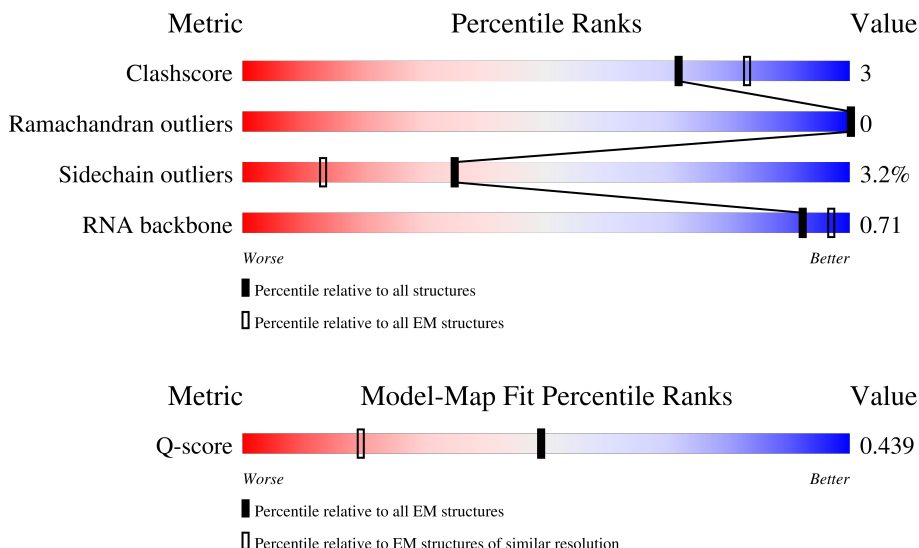 Metric Percentile Ranks Value
Clashscore 3
Ramachandran outliers 0
Sidechain outliers 3.2%
RNA backbone 0.71
Worse Better
Percentile relative to all structures
Percentile relative to all EM structures
Metric Model-Map Fit Percentile Ranks Value
Q-score 0.439
Worse Better
Percentile relative to all EM structures
Percentile relative to EM structures of similar resolution